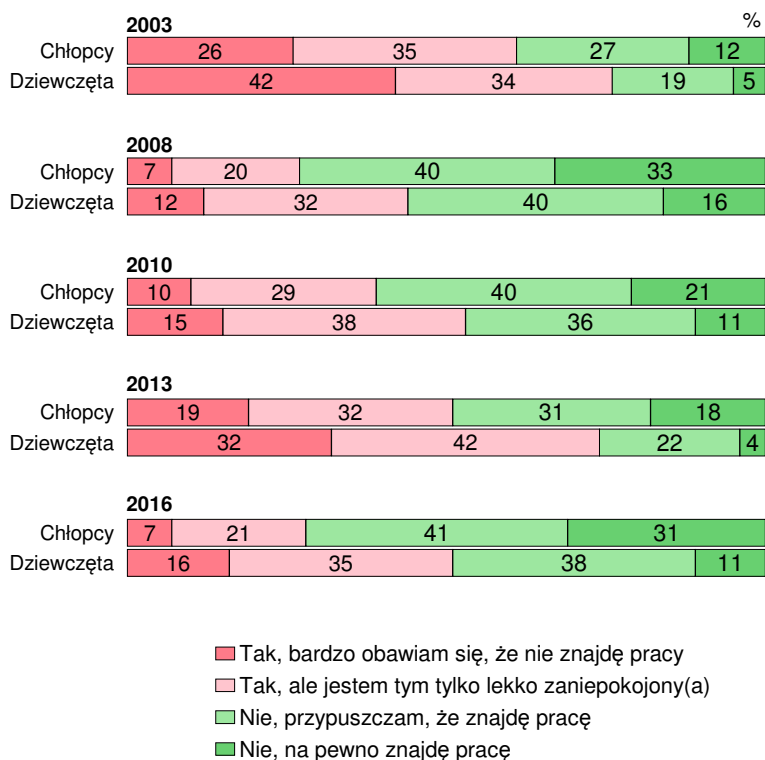 2003 %
Chłopcy 26 35 27 12
Dziewczęta 42 34 19 5
2008
Chłopcy 7 20 40 33
Dziewczęta 12 32 40 16
2010
Chłopcy 10 29 40 21
Dziewczęta 15 38 36 11
2013
Chłopcy 19 32 31 18
Dziewczęta 32 42 22 4
2016
Chłopcy 7 21 41 31
Dziewczęta 16 35 38 11
Tak, bardzo obawiam się, że nie znajdę pracy
Tak, ale jestem tym tylko lekko zaniepokojony(a)
Nie, przypuszczam, że znajdę pracę
Nie, na pewno znajdę pracę